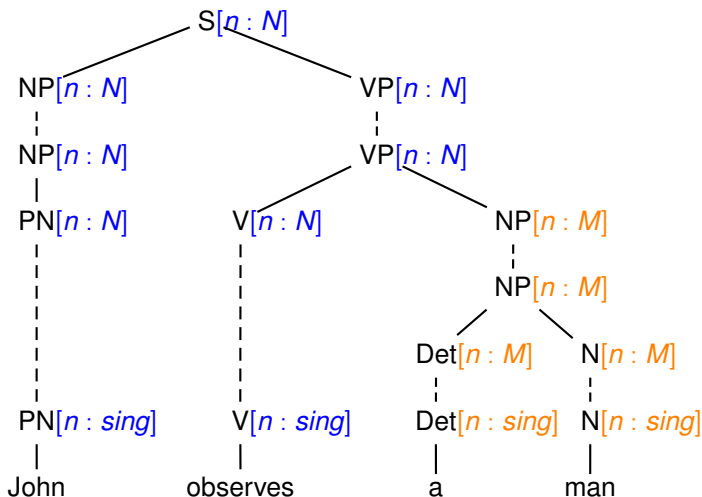 S[n : N]
NP[n : N] VP[n : N]
NP[n : N] VP[n : N]
PN[n : N] V[n : N] NP[n : M]
NP[n : M]
Det[n : M] N[n : M]
PN[n : sing] V[n : sing] Det[n : sing] N[n : sing]
John observes a man